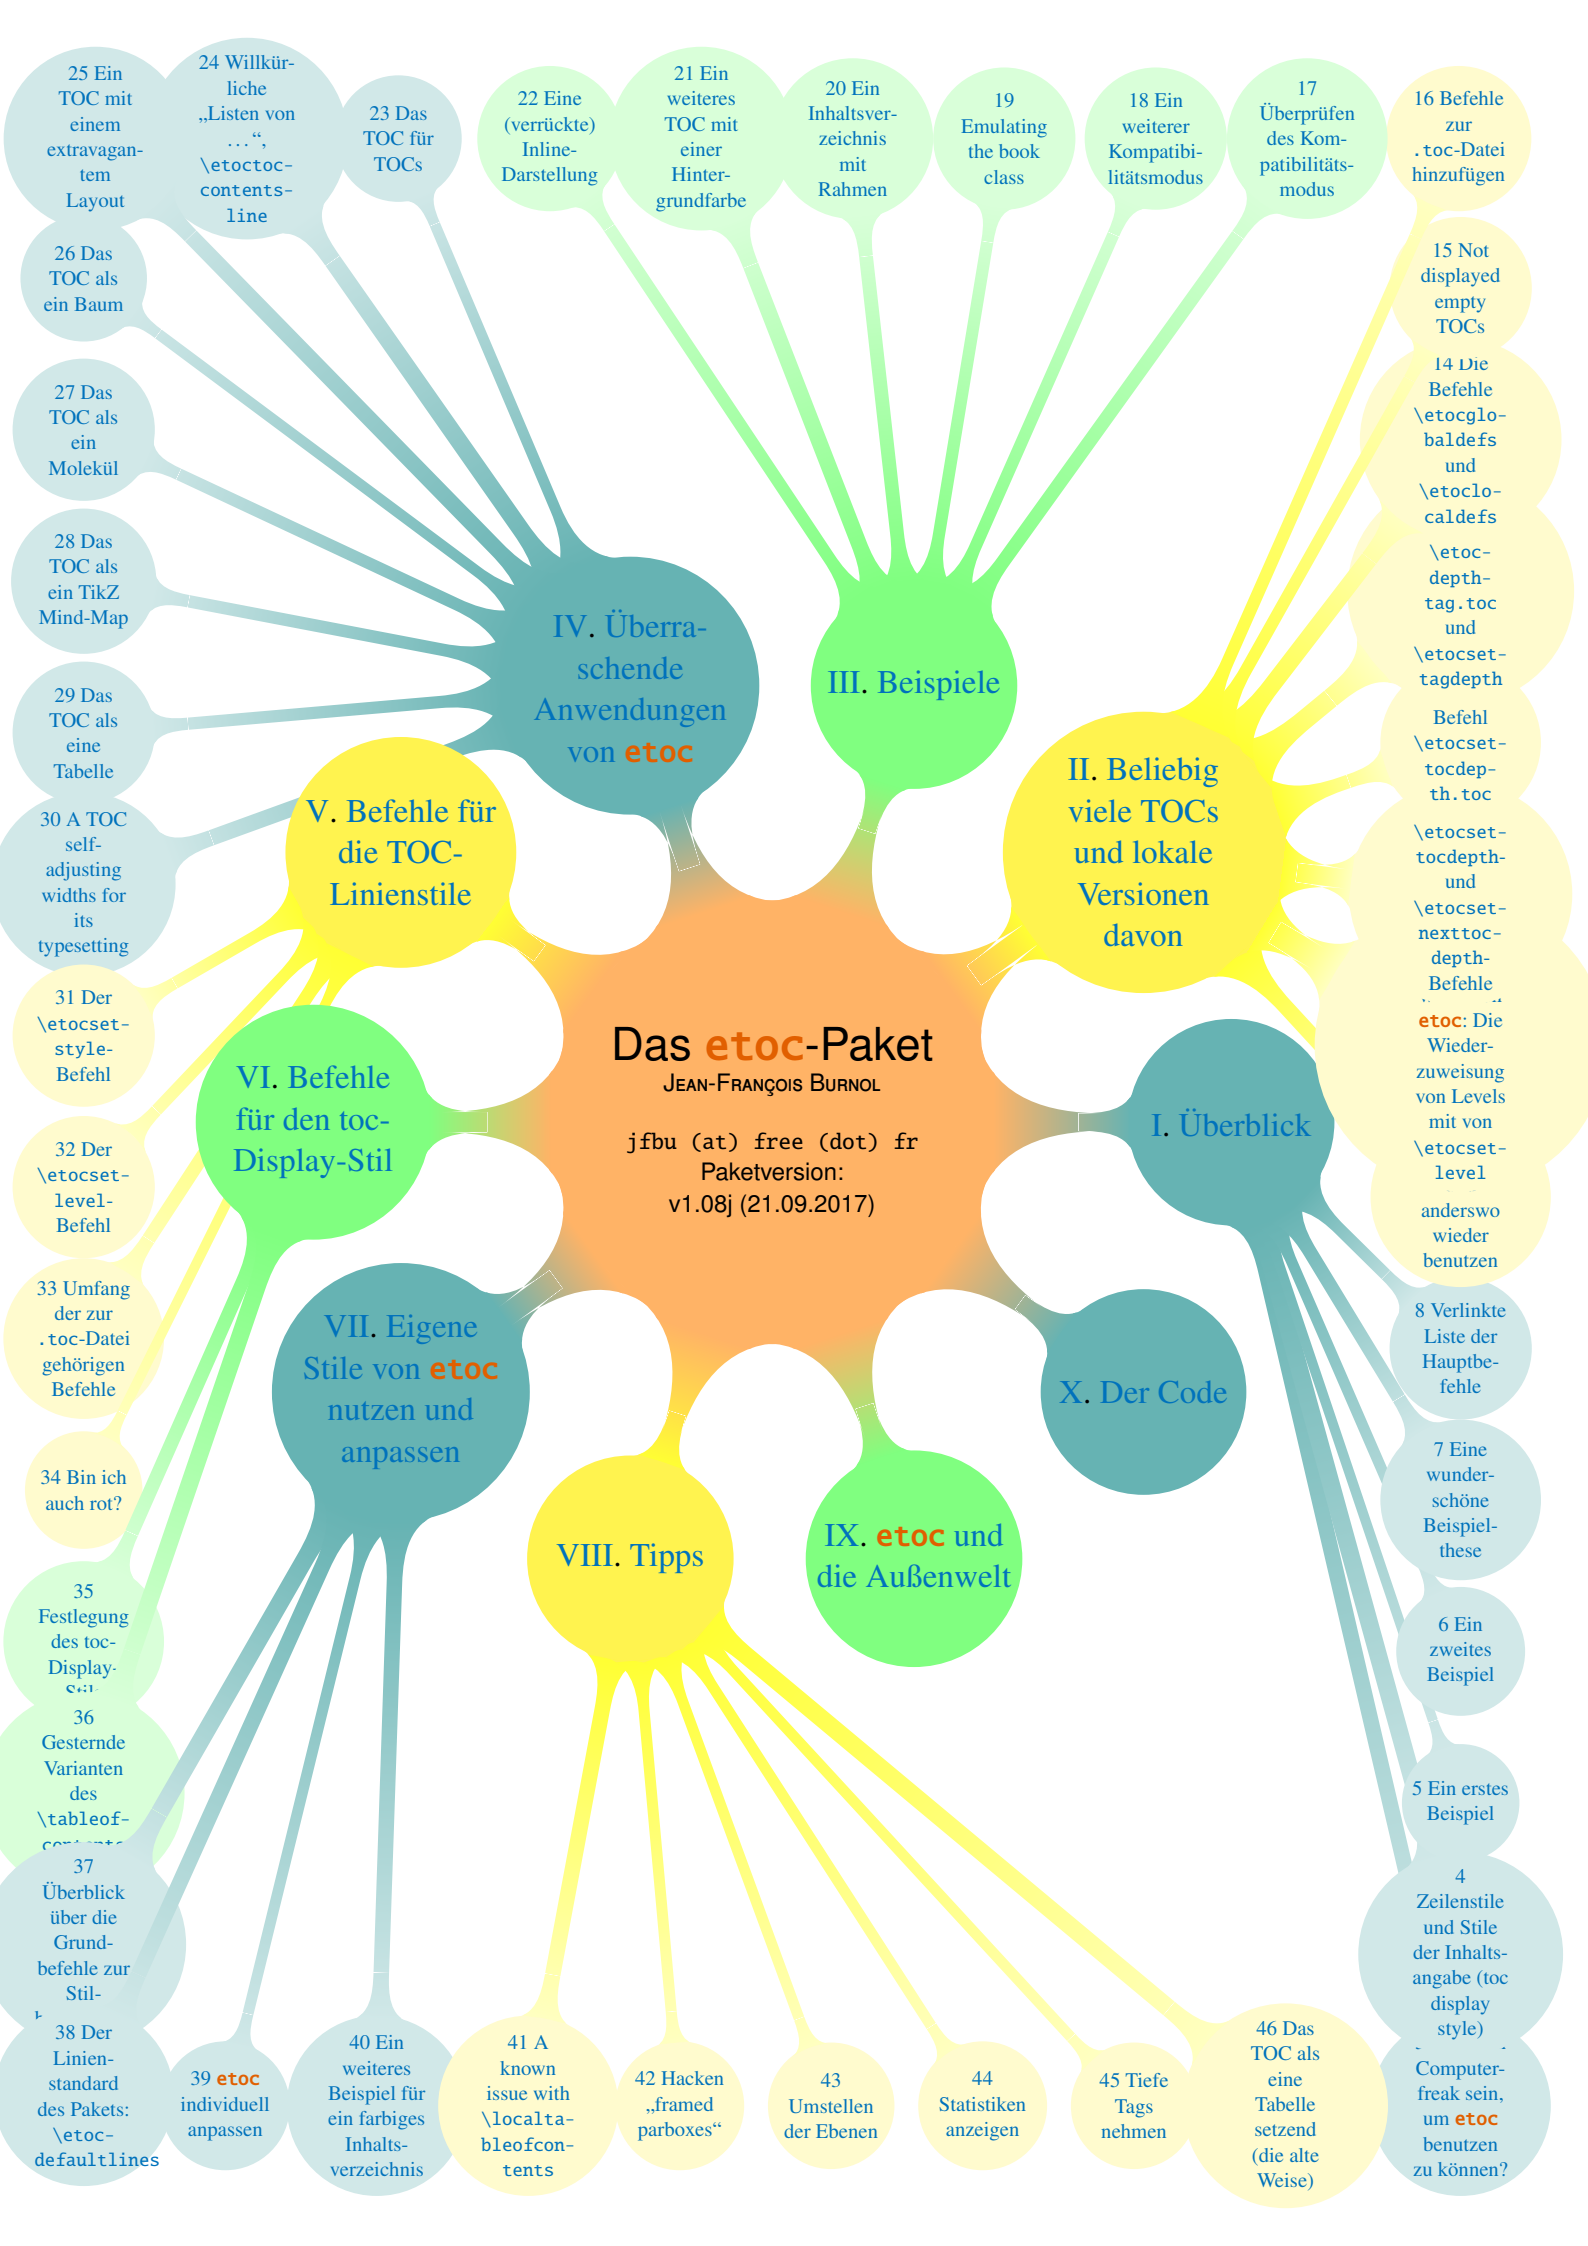 Das etoc-Paket
Jean-François Burnol
jfbu (at) free (dot) fr
Paketversion:
v1.08j (21.09.2017)
I. Überblick
Computer-
freak sein,
um etoc
benutzen
zu können?
4
Zeilenstile
und Stile
der Inhalts-
angabe (toc
display
style)
5 Ein erstes
Beispiel
6 Ein
zweites
Beispiel
7 Eine
wunder-
schöne
Beispiel-
these
8 Verlinkte
Liste der
Hauptbe-
fehle
II. Beliebig
viele TOCs
und lokale
Versionen
davon
anderswo
wieder
benutzen
etoc: Die
Wieder-
zuweisung
von Levels
mit von
\etocset-
level
\etocset-
tocdepth-
und
\etocset-
nexttoc-
depth-
Befehle
Befehl
\etocset-
tocdep-
th.toc
\etoc-
depth-
tag.toc
und
\etocset-
tagdepth
14 Die
Befehle
\etocglo-
baldefs
und
\etoclo-
caldefs
15 Not
displayed
empty
TOCs
16 Befehle
zur
.toc-Datei
hinzufügen
III. Beispiele
17
Überprüfen
des Kom-
patibilitäts-
modus
18 Ein
weiterer
Kompatibi-
litätsmodus
19
Emulating
the book
class
20 Ein
Inhaltsver-
zeichnis
mit
Rahmen
21 Ein
weiteres
TOC mit
einer
Hinter-
grundfarbe
22 Eine
(verrückte)
Inline-
Darstellung
IV. Überra-
schende
Anwendungen
von etoc
23 Das
TOC für
TOCs
24 Willkür-
liche
„Listen von
…“,
\etoctoc-
contents-
line
25 Ein
TOC mit
einem
extravagan-
tem
Layout
26 Das
TOC als
ein Baum
27 Das
TOC als
ein
Molekül
28 Das
TOC als
ein TikZ
Mind-Map
29 Das
TOC als
eine
Tabelle
30 A TOC
self-
adjusting
widths for
its
typesetting
V. Befehle für
die TOC-
Linienstile
31 Der
\etocset-
style-
Befehl
32 Der
\etocset-
level-
Befehl
33 Umfang
der zur
.toc-Datei
gehörigen
Befehle
34 Bin ich
auch rot?
VI. Befehle
für den toc-
Display-Stil
35
Festlegung
des toc-
Display-
Stils
36
Gesternde
Varianten
des
\tableof-
contents
VII. Eigene
Stile von etoc
nutzen und
anpassen
37
Überblick
über die
Grund-
befehle zur
Stil-
38 Der
Linien-
standard
des Pakets:
\etoc-
defaultlines
39 etoc
individuell
anpassen
40 Ein
weiteres
Beispiel für
ein farbiges
Inhalts-
verzeichnis
VIII. Tipps
41 A
known
issue with
\localta-
bleofcon-
tents
42 Hacken
„framed
parboxes“
43
Umstellen
der Ebenen
44
Statistiken
anzeigen
45 Tiefe
Tags
nehmen
46 Das
TOC als
eine
Tabelle
setzend
(die alte
Weise)
IX. etoc und
die Außenwelt
X. Der Code